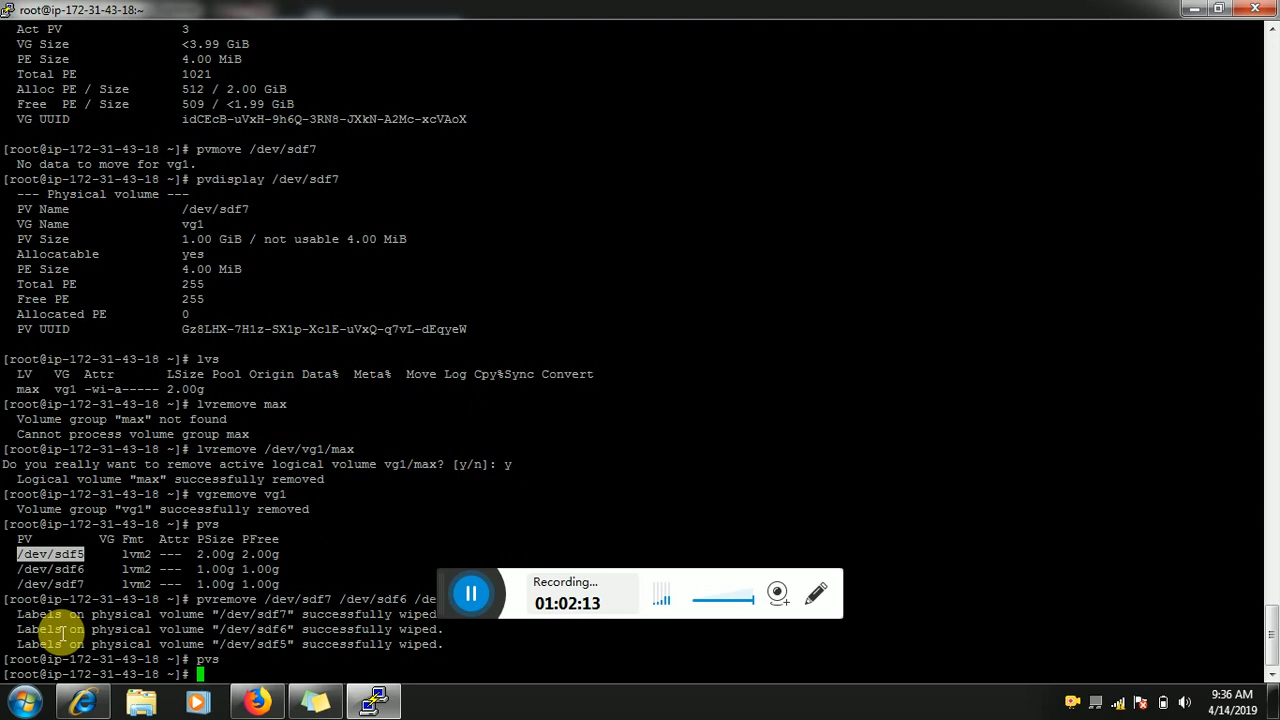 root@ip-172-31-43-18:~
Act PV 3
VG Size <3.99 GiB
PE Size 4.00 MiB
Total PE 1021
Alloc PE / Size 512 / 2.00 GiB
Free PE / Size 509 / <1.99 GiB
VG UUID idCEcB-uVxH-9h6Q-3RN8-JXkN-A2Mc-xcVAoX
[root@ip-172-31-43-18 ~]# pvmove /dev/sdf7
No data to move for vg1.
[root@ip-172-31-43-18 ~]# pvdisplay /dev/sdf7
--- Physical volume ---
PV Name /dev/sdf7
VG Name vg1
PV Size 1.00 GiB / not usable 4.00 MiB
Allocatable yes
PE Size 4.00 MiB
Total PE 255
Free PE 255
Allocated PE 0
PV UUID Gz8LHX-7H1z-SX1p-XclE-uVxQ-q7vL-dEqyeW
[root@ip-172-31-43-18 ~]# lvs
LV VG Attr LSize Pool Origin Data% Meta% Move Log Cpy%Sync Convert
max vg1 -wi-a----- 2.00g
[root@ip-172-31-43-18 ~]# lvremove max
Volume group "max" not found
Cannot process volume group max
[root@ip-172-31-43-18 ~]# lvremove /dev/vg1/max
Do you really want to remove active logical volume vg1/max? [y/n]: y
Logical volume "max" successfully removed
[root@ip-172-31-43-18 ~]# vgremove vg1
Volume group "vg1" successfully removed
[root@ip-172-31-43-18 ~]# pvs
PV VG Fmt Attr PSize PFree
/dev/sdf5 lvm2 --- 2.00g 2.00g
/dev/sdf6 lvm2 --- 1.00g 1.00g
/dev/sdf7 lvm2 --- 1.00g 1.00g
[root@ip-172-31-43-18 ~]# pvremove /dev/sdf7 /dev/sdf6 /de
Labels on physical volume "/dev/sdf7" successfully wiped.
Labels on physical volume "/dev/sdf6" successfully wiped.
Labels on physical volume "/dev/sdf5" successfully wiped.
[root@ip-172-31-43-18 ~]# pvs
[root@ip-172-31-43-18 ~]#
Recording...
01:02:13
9:36 AM
4/14/2019